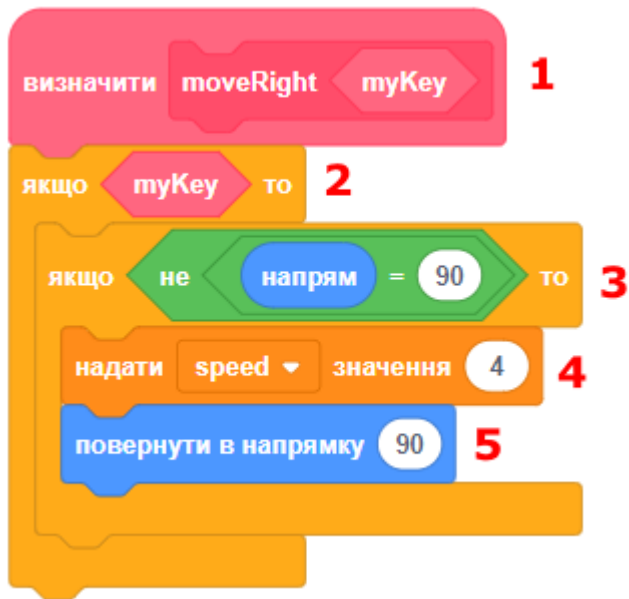 визначити moveRight myKey 1
якщо myKey то 2
якщо не напрям = 90 то 3
надати speed значення 4 4
повернути в напрямку 90 5